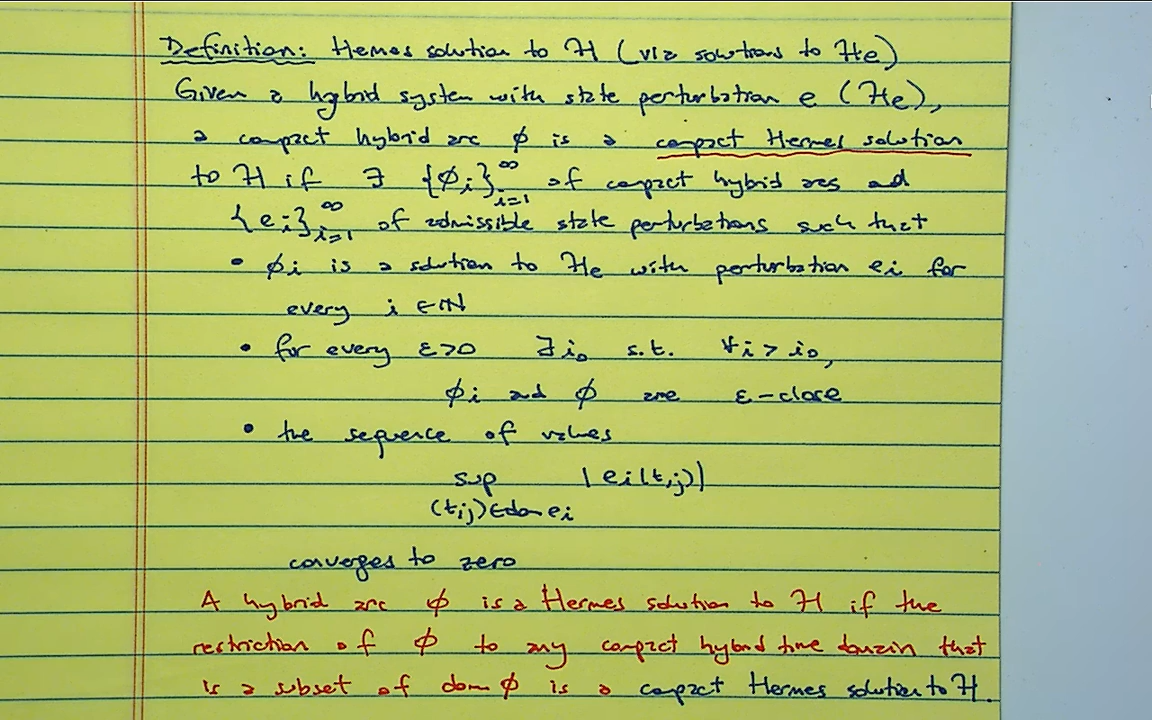 Definition: Hermes solution to H (via solutions to He)
Given a hybrid system with state perturbation e (He),
a compact hybrid arc ϕ is a compact Hermes solution
to H if ∃ {ϕi}∞i=1 of compact hybrid arcs and
{ei}∞i=1 of admissible state perturbations such that
• ϕi is a solution to He with perturbation ei for
every i ∈ ℕ
• for every ε>0 ∃ i0 s.t. ∀i > i0,
ϕi and ϕ are ε-close
• the sequence of values
sup |ei(t,j)|
(t,j)∈dom ei
converges to zero
A hybrid arc ϕ is a Hermes solution to H if the
restriction of ϕ to any compact hybrid time domain that
is a subset of dom ϕ is a compact Hermes solution to H.